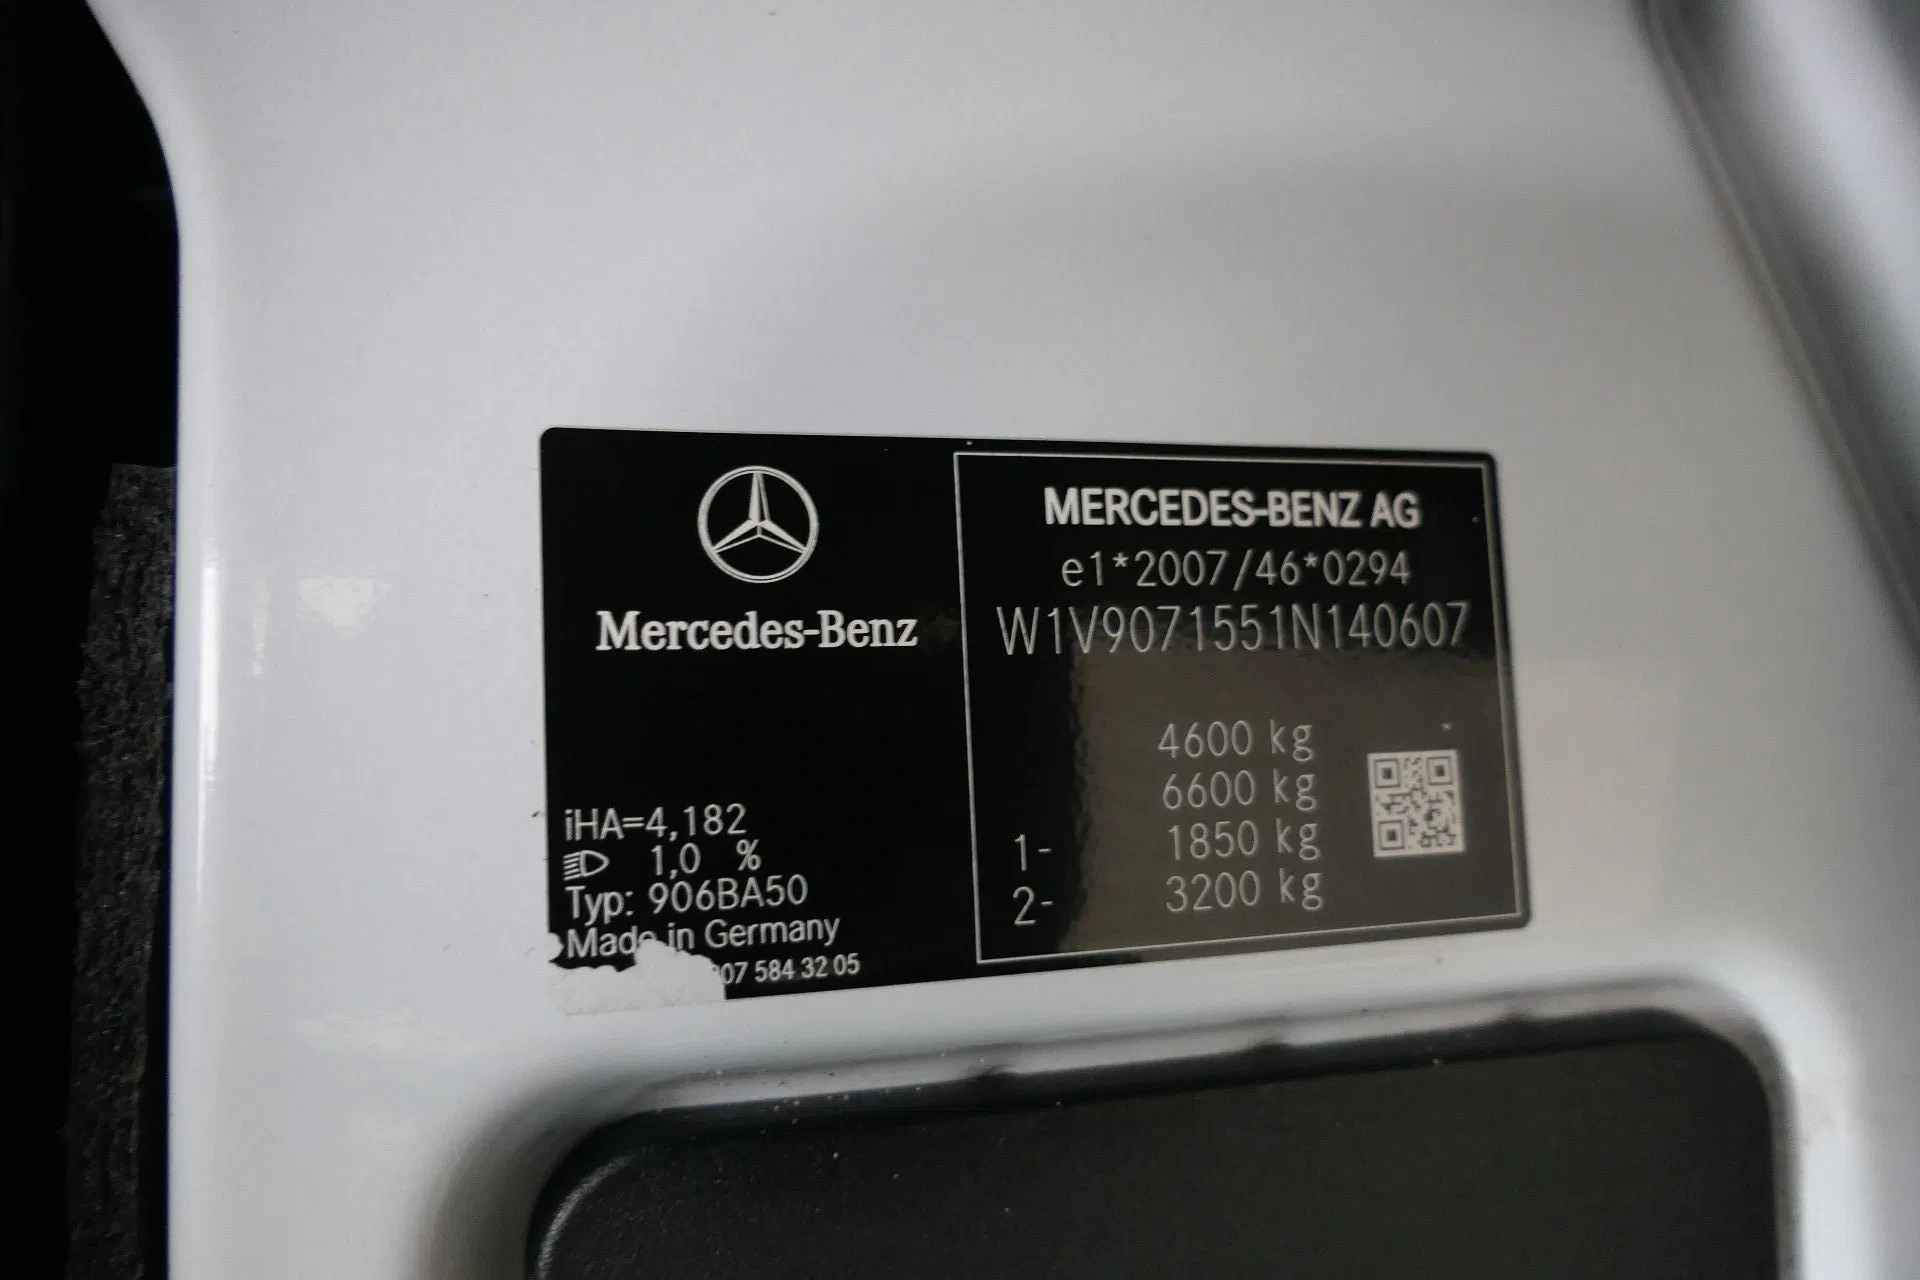 Mercedes-Benz
iHA=4,182
1,0 %
Typ: 906BA50
Made in Germany
07 584 32 05
MERCEDES-BENZ AG
e1*2007/46*0294
W1V9071551N140607
4600 kg
6600 kg
1- 1850 kg
2- 3200 kg